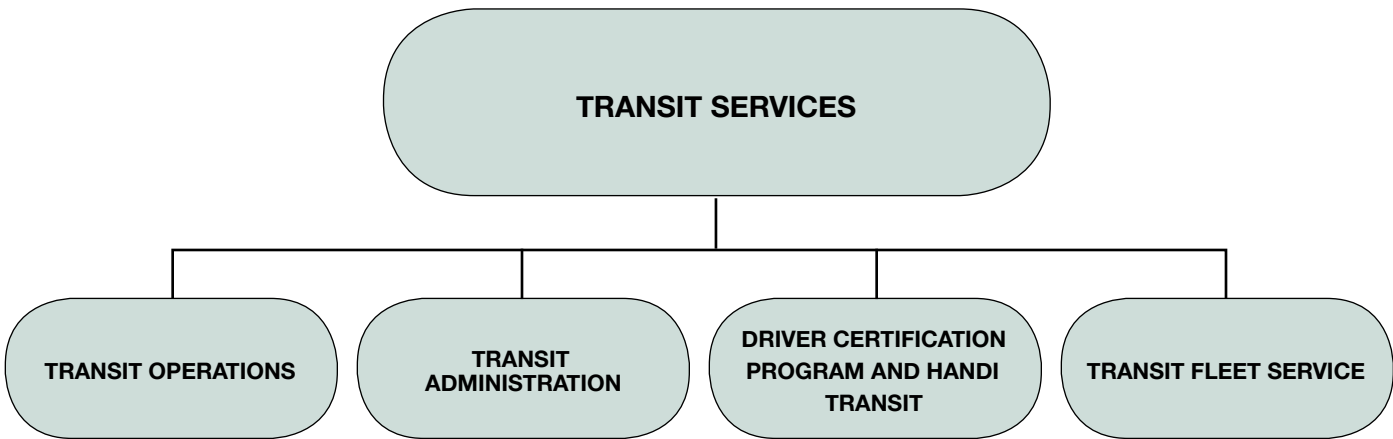 TRANSIT SERVICES
TRANSIT OPERATIONS
TRANSIT
ADMINISTRATION
DRIVER CERTIFICATION
PROGRAM AND HANDI
TRANSIT
TRANSIT FLEET SERVICE